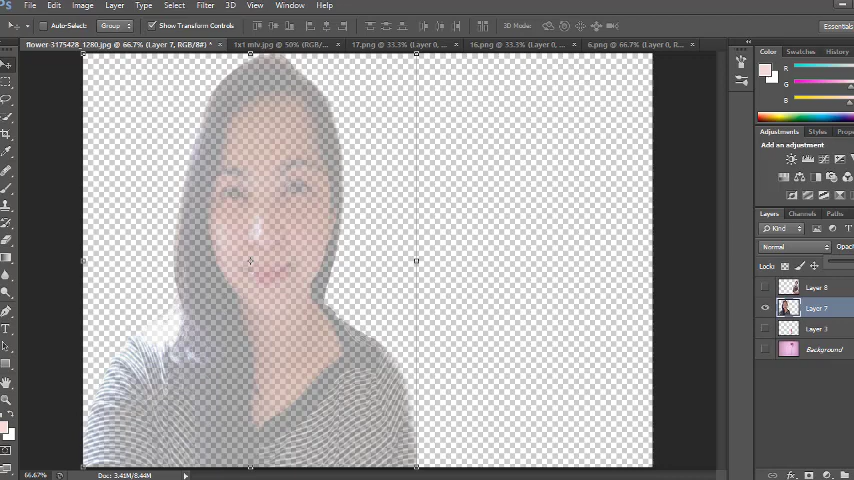 File Edit Image Layer Type Select Filter 3D View Window Help
Auto-Select: Group Show Transform Controls 3D Mode: Essentials
flower-3175428_1280.jpg @ 66.7% (Layer 7, RGB/8#) * × 1x1 miv.jpg @ 50% (RGB/... × 17.png @ 33.3% (Layer 0, ... × 16.png @ 33.3% (Layer 0, ... × 6.png @ 66.7% (Layer 0, R... ×
Color Swatches History
R
G
B
Adjustments Styles
Add an adjustment
Layers Channels Paths
Kind
Normal Opac
Lock:
Layer 8
Layer 7
Layer 3
Background
66.67% Doc: 3.41M/8.44M
fx